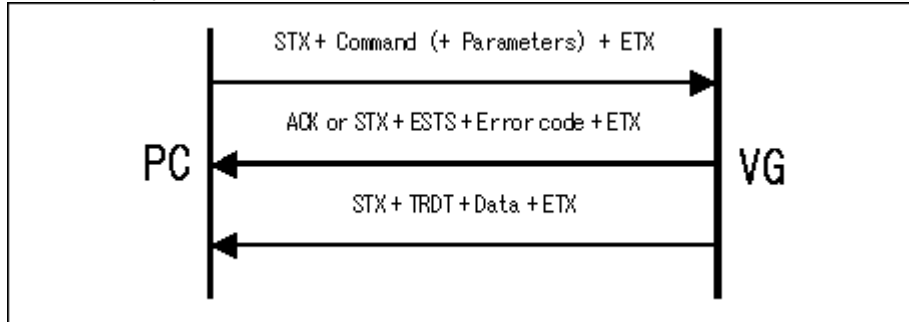 STX + Command (+ Parameters) + ETX
ACK or STX + ESTS + Error code + ETX
PC
VG
STX + TRDT + Data + ETX